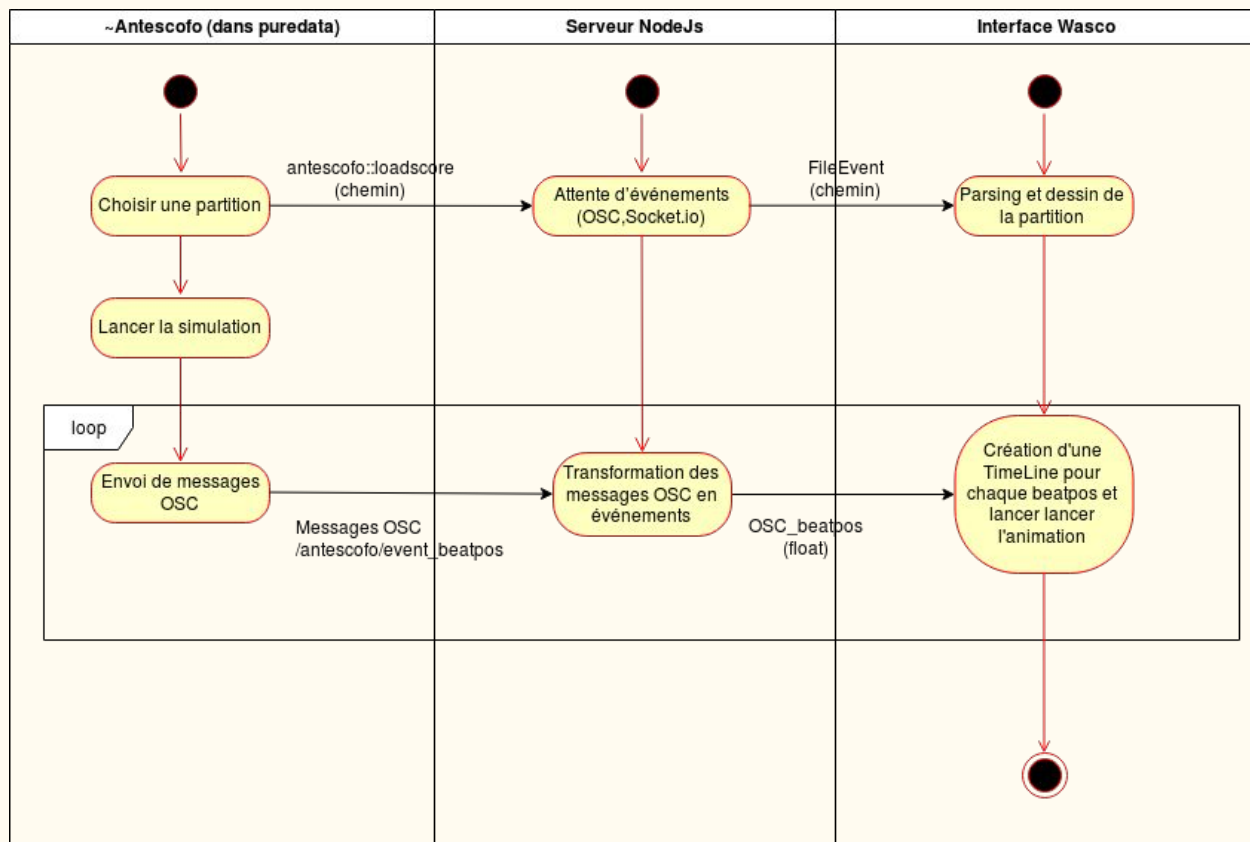 ~Antescofo (dans puredata)
Serveur NodeJs
Interface Wasco
antescofo::loadscore
(chemin)
FileEvent
(chemin)
Choisir une partition
Attente d'événements
(OSC,Socket.io)
Parsing et dessin de
la partition
Lancer la simulation
loop
Envoi de messages
OSC
Transformation des
messages OSC en
événements
Création d'une
TimeLine pour
chaque beatpos et
lancer lancer
l'animation
Messages OSC
/antescofo/event_beatpos
OSC_beatpos
(float)